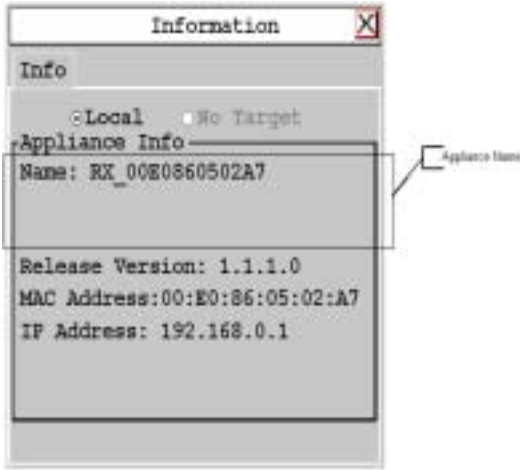 Information
X
Info
Local No Target
Appliance Info
Name: RX_00E0860502A7
Appliance Name
Release Version: 1.1.1.0
MAC Address:00:E0:86:05:02:A7
IP Address: 192.168.0.1